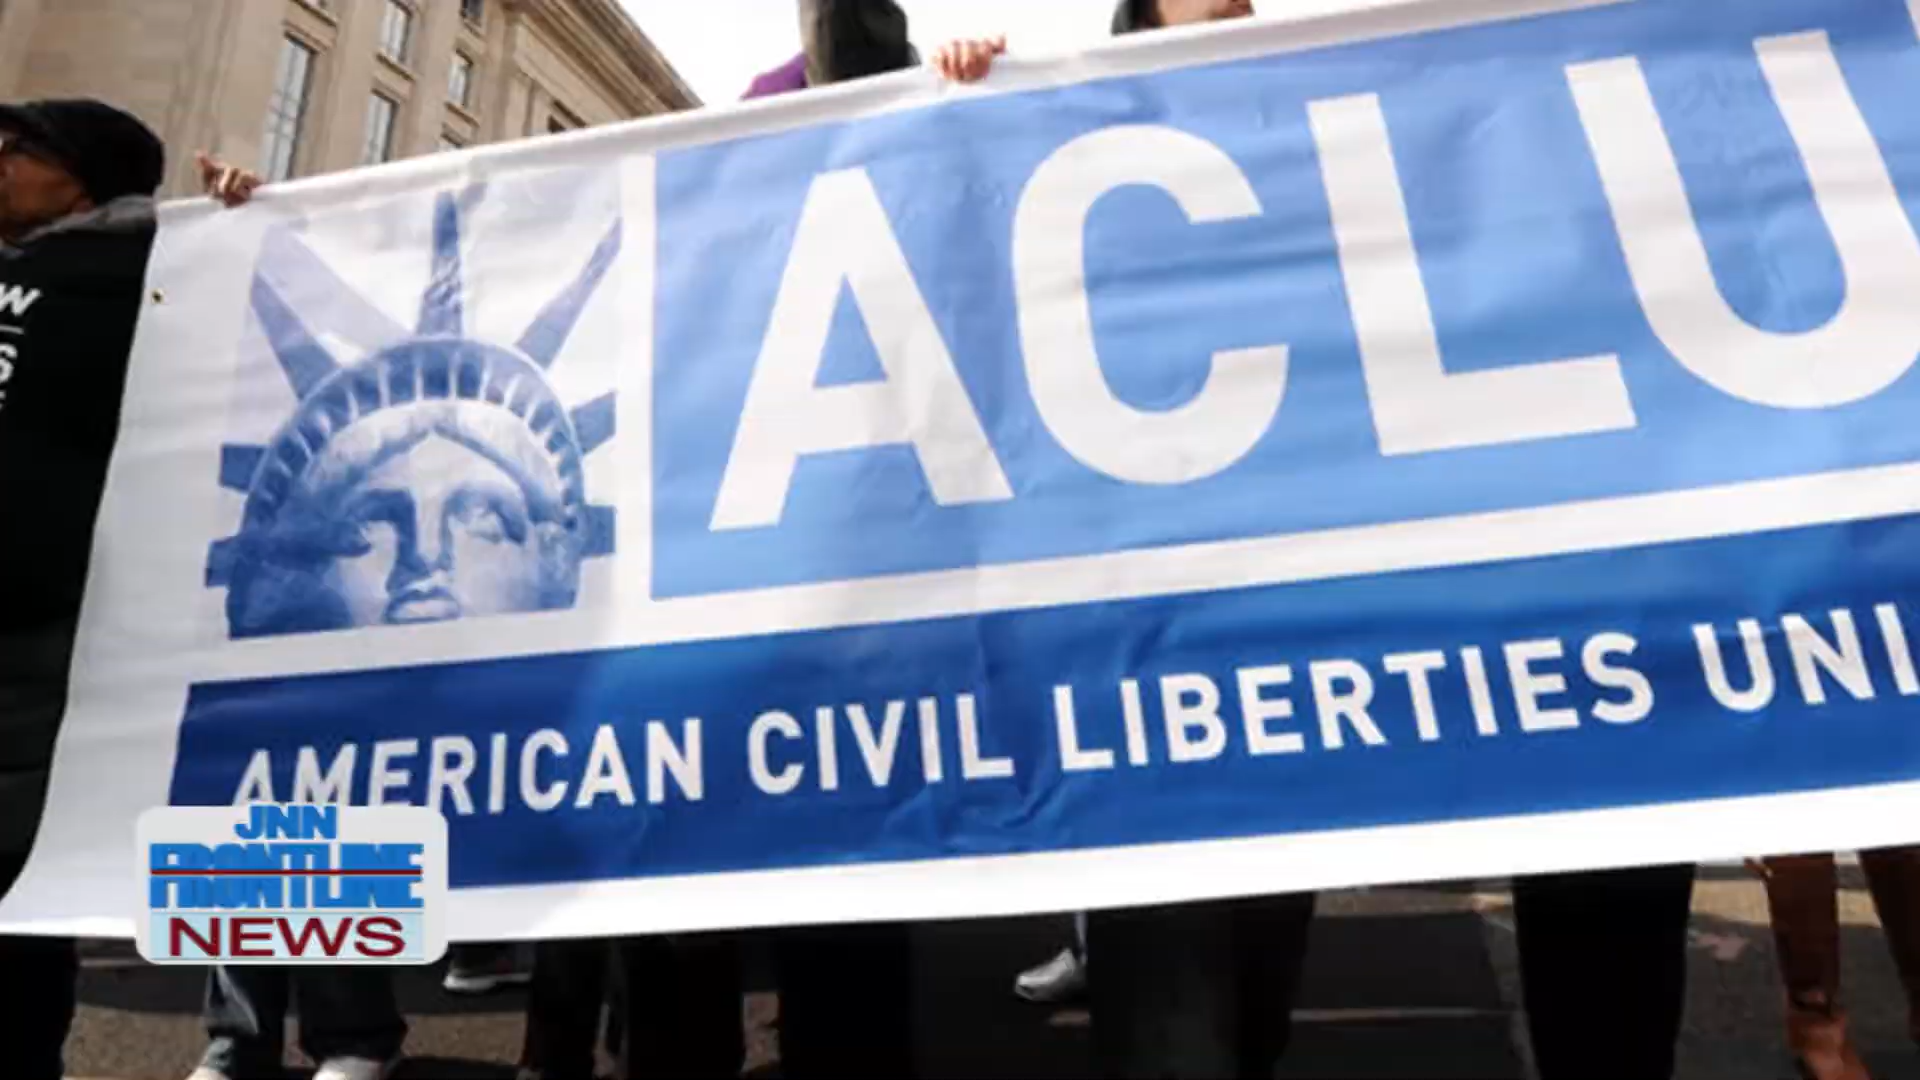 ACLU
AMERICAN CIVIL LIBERTIES UNI
W
S
JNN
FRONTLINE
NEWS